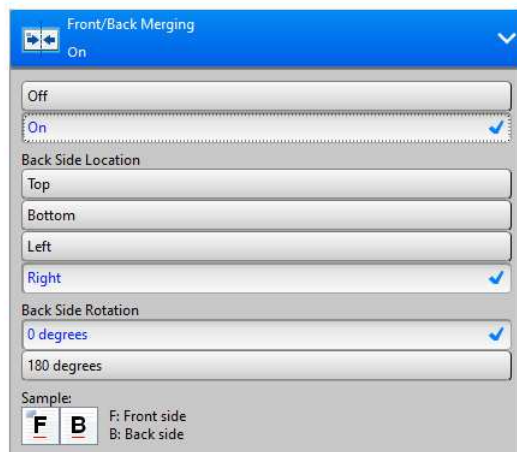 Front/Back Merging
On
Off
On
Back Side Location
Top
Bottom
Left
Right
Back Side Rotation
0 degrees
180 degrees
Sample:
F B
F: Front side
B: Back side